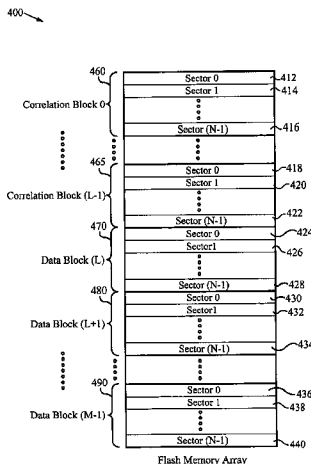 400
460
Sector 0 412
Sector 1 414
Correlation Block 0
Sector (N-1) 416
465
Sector 0 418
Sector 1 420
Correlation Block (L-1)
Sector (N-1) 422
470
Sector 0 424
Sector1 426
Data Block (L)
Sector (N-1) 428
480
Sector 0 430
Sector1 432
Data Block (L+1)
Sector (N-1) 434
490
Sector 0 436
Sector 1 438
Data Block (M-1)
Sector (N-1) 440
Flash Memory Array